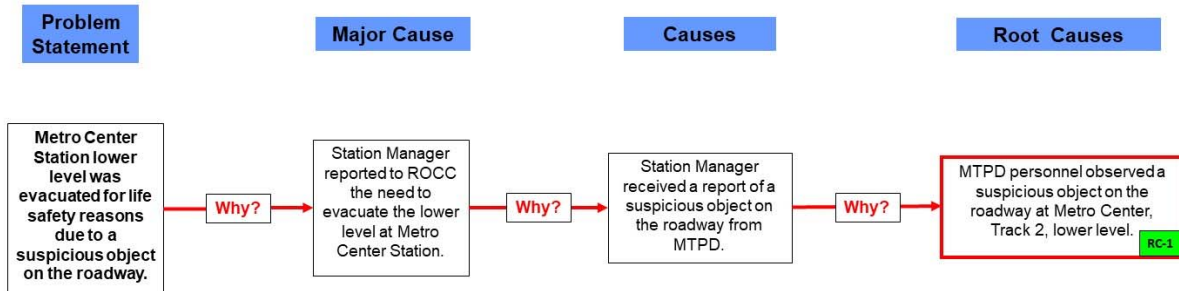 Problem
Statement
Major Cause
Causes
Root Causes
Metro Center
Station lower
level was
evacuated for life
safety reasons
due to a
suspicious object
on the roadway.
Why?
Station Manager
reported to ROCC
the need to
evacuate the lower
level at Metro
Center Station.
Why?
Station Manager
received a report of a
suspicious object on
the roadway from
MTPD.
Why?
MTPD personnel observed a
suspicious object on the
roadway at Metro Center,
Track 2, lower level.
RC-1